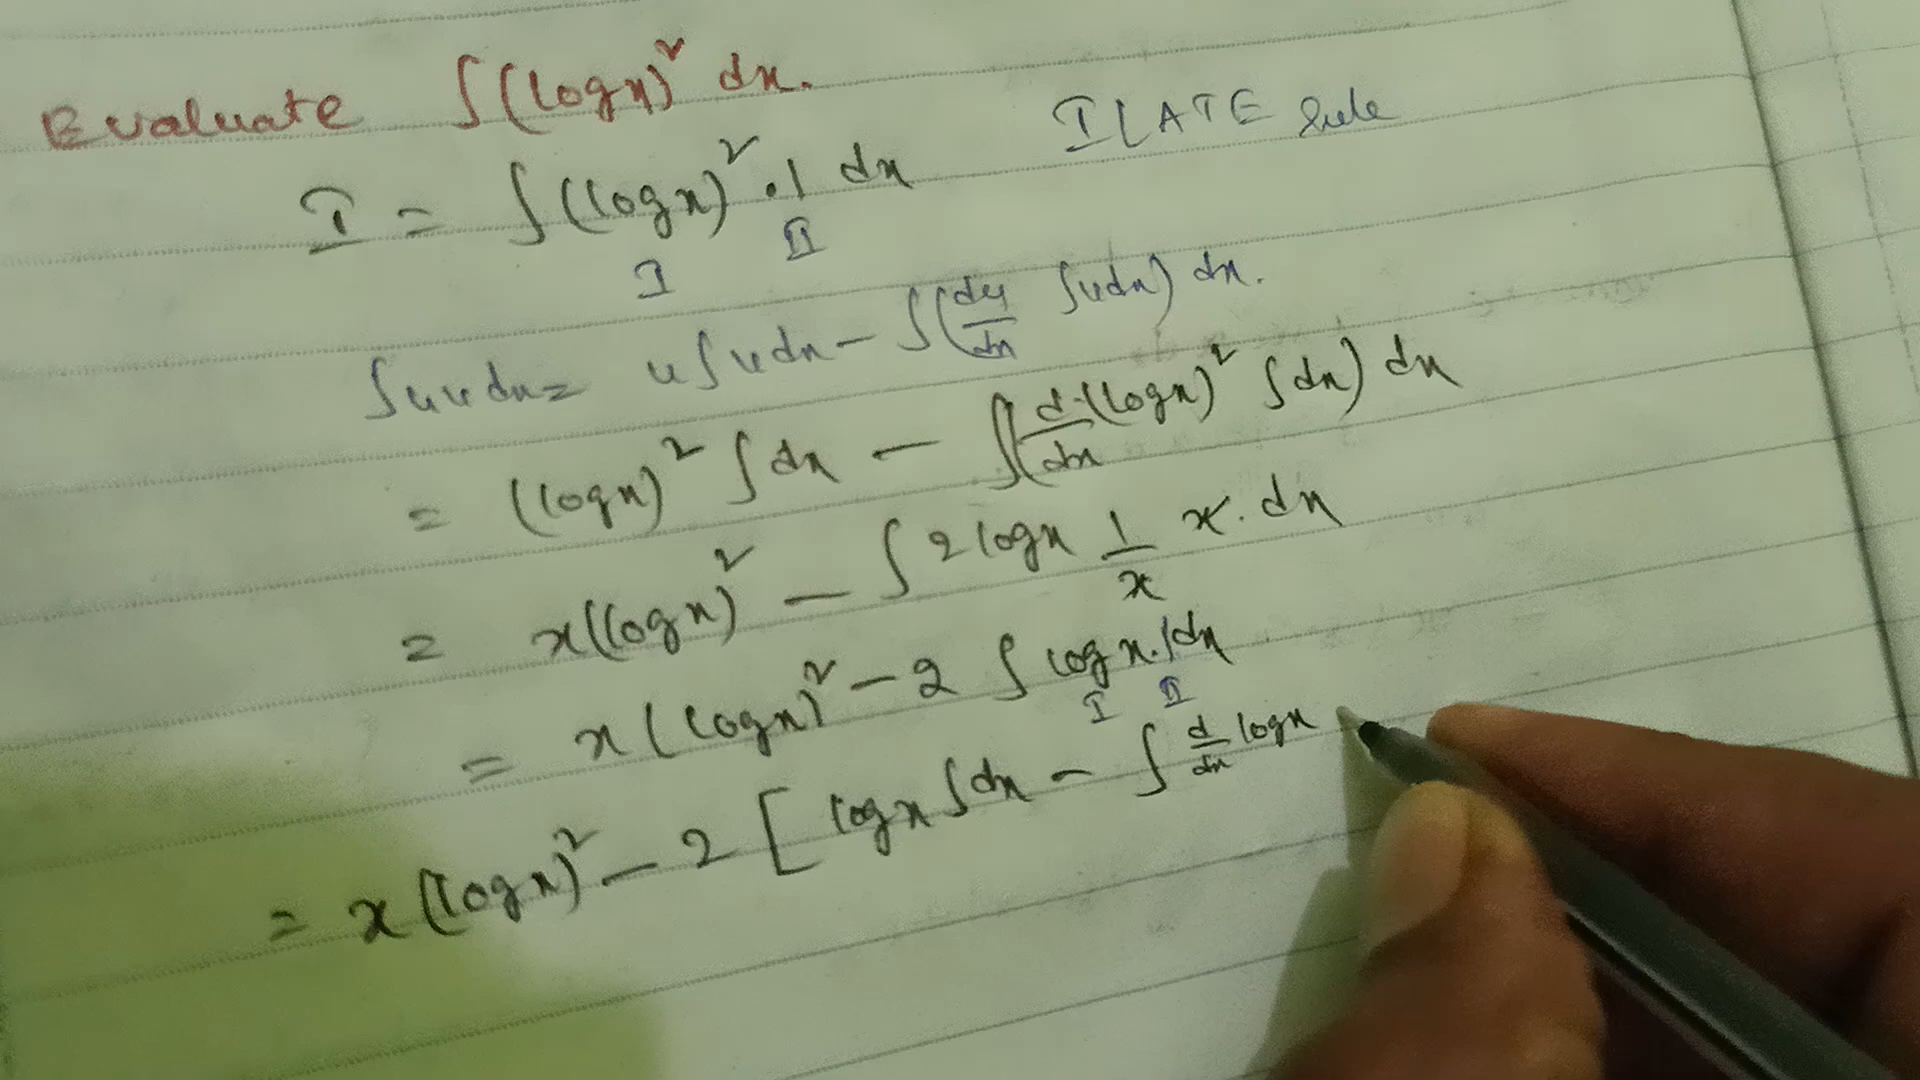 Evaluate ∫(logx)² dx.
I = ∫(logx)² . 1 dx ILATE Rule
I II
∫uv dx = u∫v dx − ∫(du/dx ∫v dx) dx.
= (logx)² ∫dx − ∫(d/dx (logx)² ∫dx) dx
= x(logx)² − ∫2 logx 1/x x. dx
= x(logx)² − 2 ∫ logx . 1dx
I II
= x(logx)² − 2 [ logx ∫dx − ∫ d/dx logx